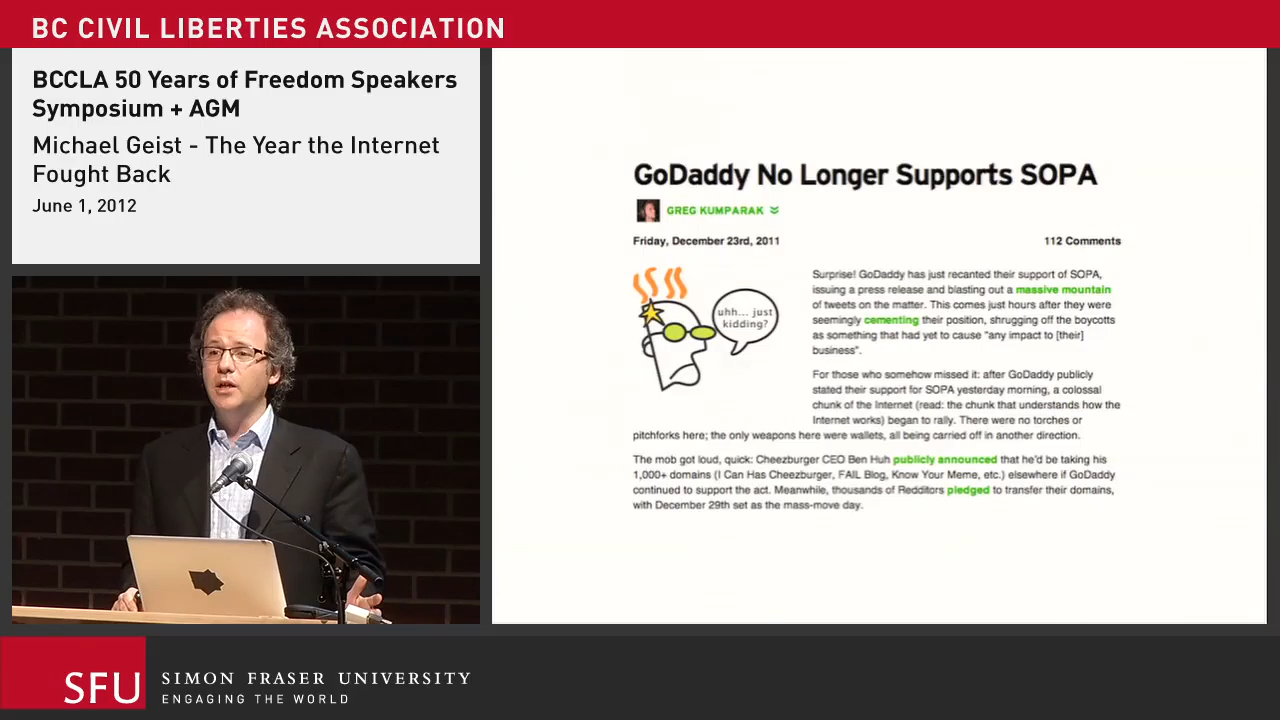 BC CIVIL LIBERTIES ASSOCIATION
BCCLA 50 Years of Freedom Speakers
Symposium + AGM
Michael Geist - The Year the Internet
Fought Back
June 1, 2012
GoDaddy No Longer Supports SOPA
GREG KUMPARAK
Friday, December 23rd, 2011
112 Comments
uhh... just
kidding?
Surprise! GoDaddy has just recanted their support of SOPA,
issuing a press release and blasting out a massive mountain
of tweets on the matter. This comes just hours after they were
seemingly cementing their position, shrugging off the boycotts
as something that had yet to cause "any impact to [their]
business".
For those who somehow missed it: after GoDaddy publicly
stated their support for SOPA yesterday morning, a colossal
chunk of the Internet (read: the chunk that understands how the
Internet works) began to rally. There were no torches or
pitchforks here; the only weapons here were wallets, all being carried off in another direction.
The mob got loud, quick: Cheezburger CEO Ben Huh publicly announced that he'd be taking his
1,000+ domains (I Can Has Cheezburger, FAIL Blog, Know Your Meme, etc.) elsewhere if GoDaddy
continued to support the act. Meanwhile, thousands of Redditors pledged to transfer their domains,
with December 29th set as the mass-move day.
SFU
SIMON FRASER UNIVERSITY
ENGAGING THE WORLD